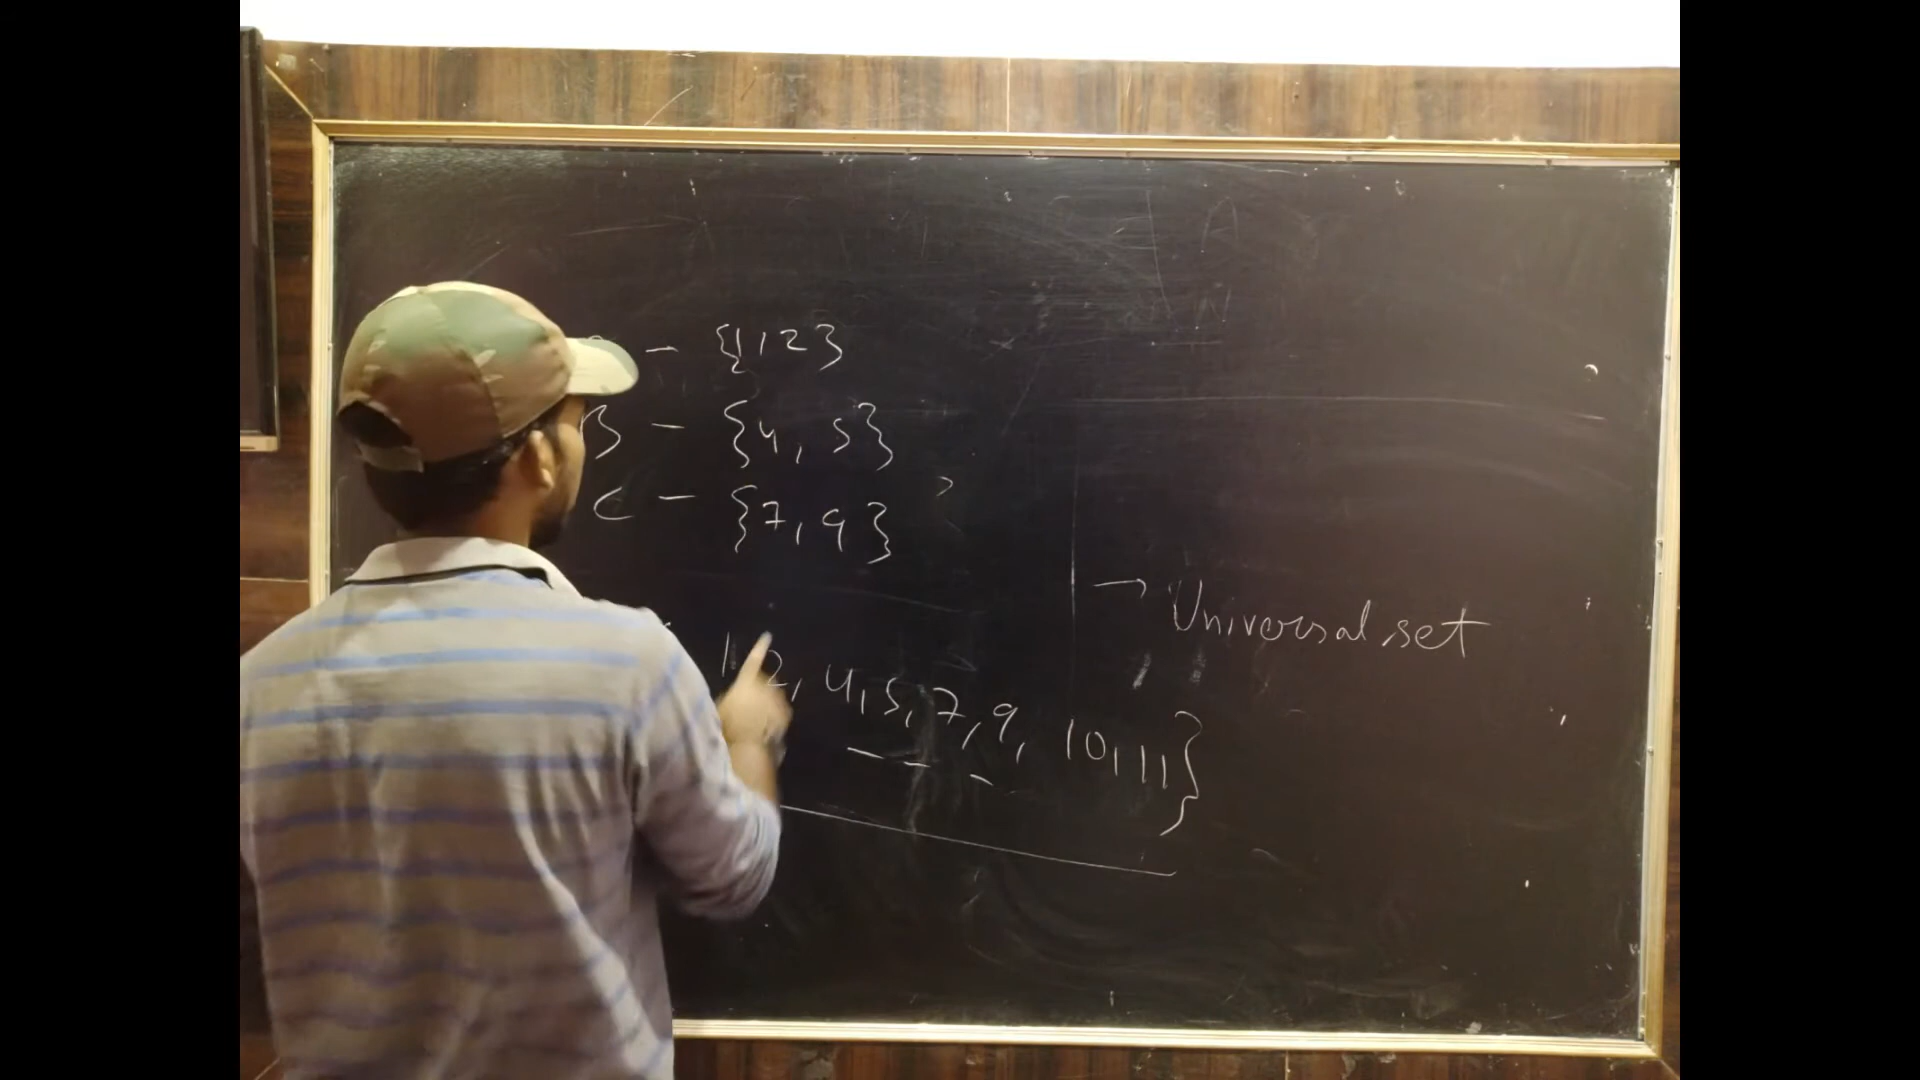 - {1,2}
B - {4, 5}
C - {7, 9}
→ Universal set
1, 2, 4, 5, 7, 9, 10, 11}